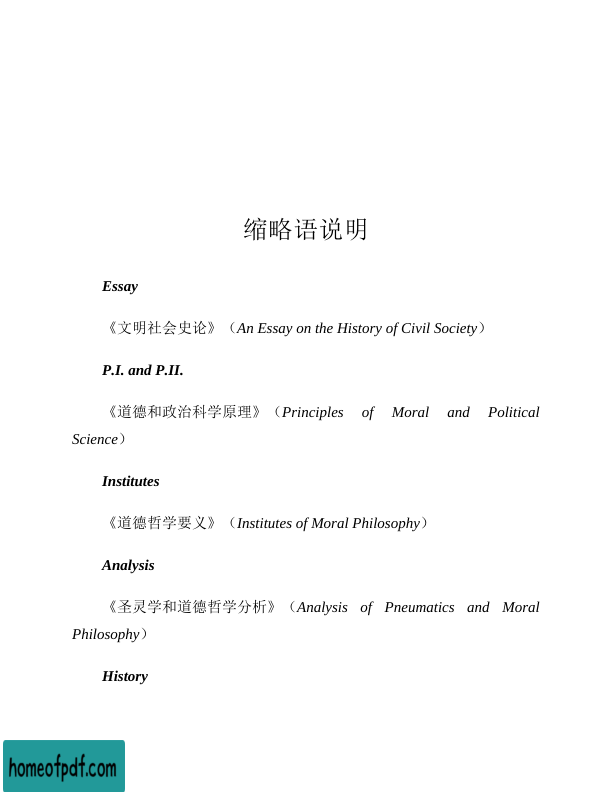 缩略语说明
Essay
《文明社会史论》（An Essay on the History of Civil Society）
P.I. and P.II.
《道德和政治科学原理》（Principles of Moral and Political
Science）
Institutes
《道德哲学要义》（Institutes of Moral Philosophy）
Analysis
《圣灵学和道德哲学分析》（Analysis of Pneumatics and Moral
Philosophy）
History
homeofpdf.com